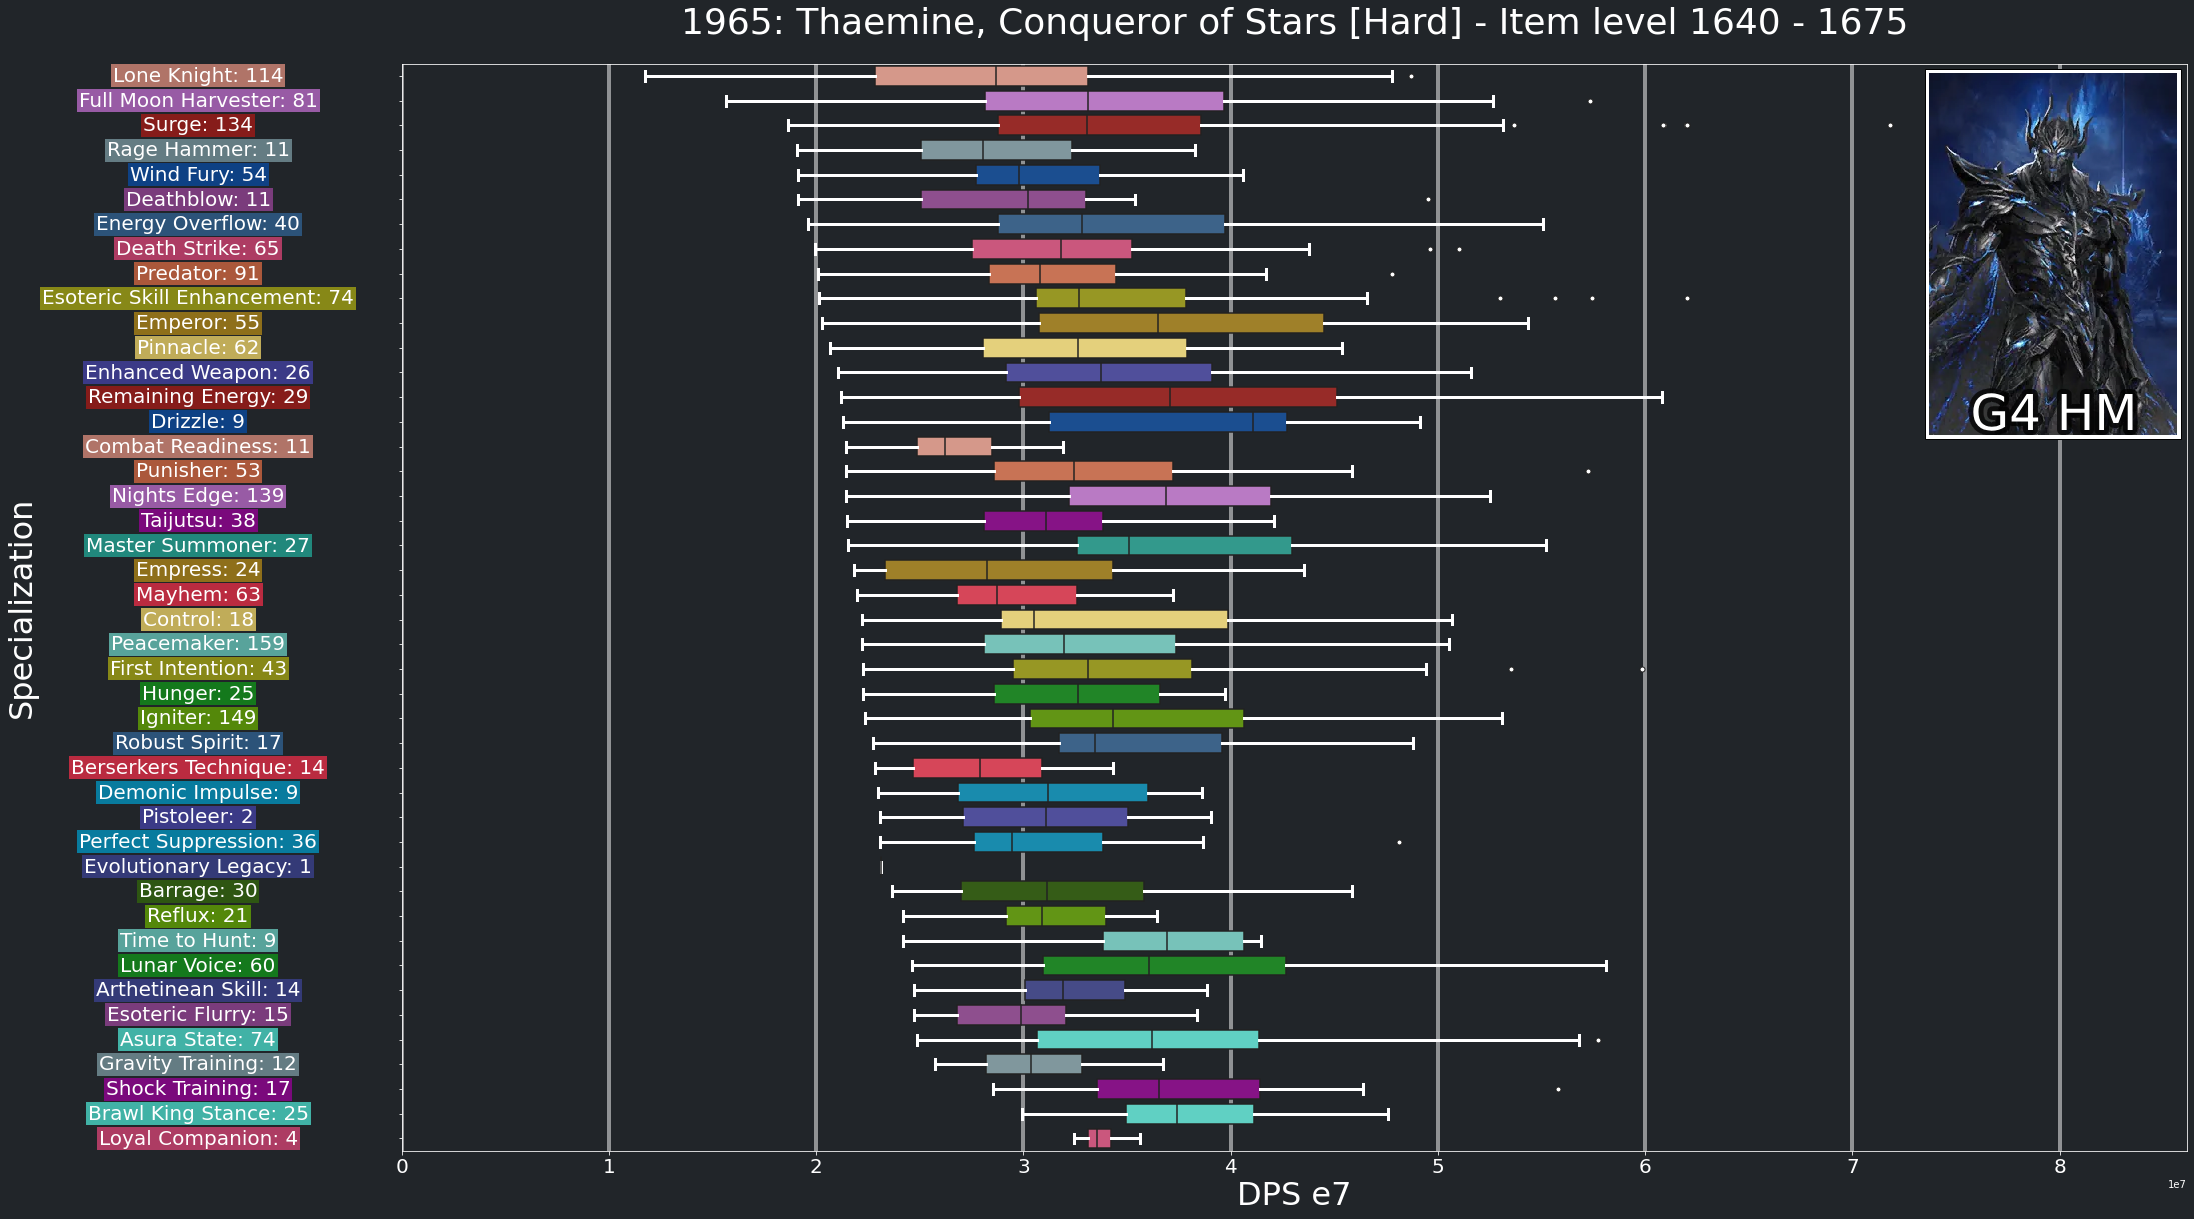 1965: Thaemine, Conqueror of Stars [Hard] - Item level 1640 - 1675
Lone Knight: 114
Full Moon Harvester: 81
Surge: 134
Rage Hammer: 11
Wind Fury: 54
Deathblow: 11
Energy Overflow: 40
Death Strike: 65
Predator: 91
Esoteric Skill Enhancement: 74
Emperor: 55
Pinnacle: 62
Enhanced Weapon: 26
Remaining Energy: 29
Drizzle: 9
Combat Readiness: 11
Punisher: 53
Nights Edge: 139
Taijutsu: 38
Master Summoner: 27
Empress: 24
Mayhem: 63
Control: 18
Peacemaker: 159
First Intention: 43
Hunger: 25
Igniter: 149
Robust Spirit: 17
Berserkers Technique: 14
Demonic Impulse: 9
Pistoleer: 2
Perfect Suppression: 36
Evolutionary Legacy: 1
Barrage: 30
Reflux: 21
Time to Hunt: 9
Lunar Voice: 60
Arthetinean Skill: 14
Esoteric Flurry: 15
Asura State: 74
Gravity Training: 12
Shock Training: 17
Brawl King Stance: 25
Loyal Companion: 4
Specialization
G4 HM
0 1 2 3 4 5 6 7 8
1e7
DPS e7